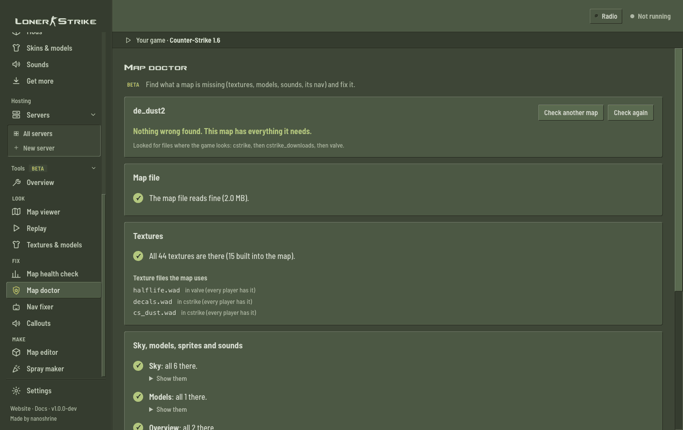 LONERSTRIKE
Skins & models
Sounds
Get more
Hosting
Servers
All servers
New server
Tools BETA
Overview
LOOK
Map viewer
Replay
Textures & models
FIX
Map health check
Map doctor
Nav fixer
Callouts
MAKE
Map editor
Spray maker
Settings
Website · Docs · v1.0.0-dev
Made by nanoshrine
Radio
Not running
Your game · Counter-Strike 1.6
MAP DOCTOR
BETA Find what a map is missing (textures, models, sounds, its nav) and fix it.
de_dust2
Check another map
Check again
Nothing wrong found. This map has everything it needs.
Looked for files where the game looks: cstrike, then cstrike_downloads, then valve.
Map file
The map file reads fine (2.0 MB).
Textures
All 44 textures are there (15 built into the map).
Texture files the map uses
halflife.wad in valve (every player has it)
decals.wad in cstrike (every player has it)
cs_dust.wad in cstrike (every player has it)
Sky, models, sprites and sounds
Sky: all 6 there.
Show them
Models: all 1 there.
Show them
Overview: all 2 there.